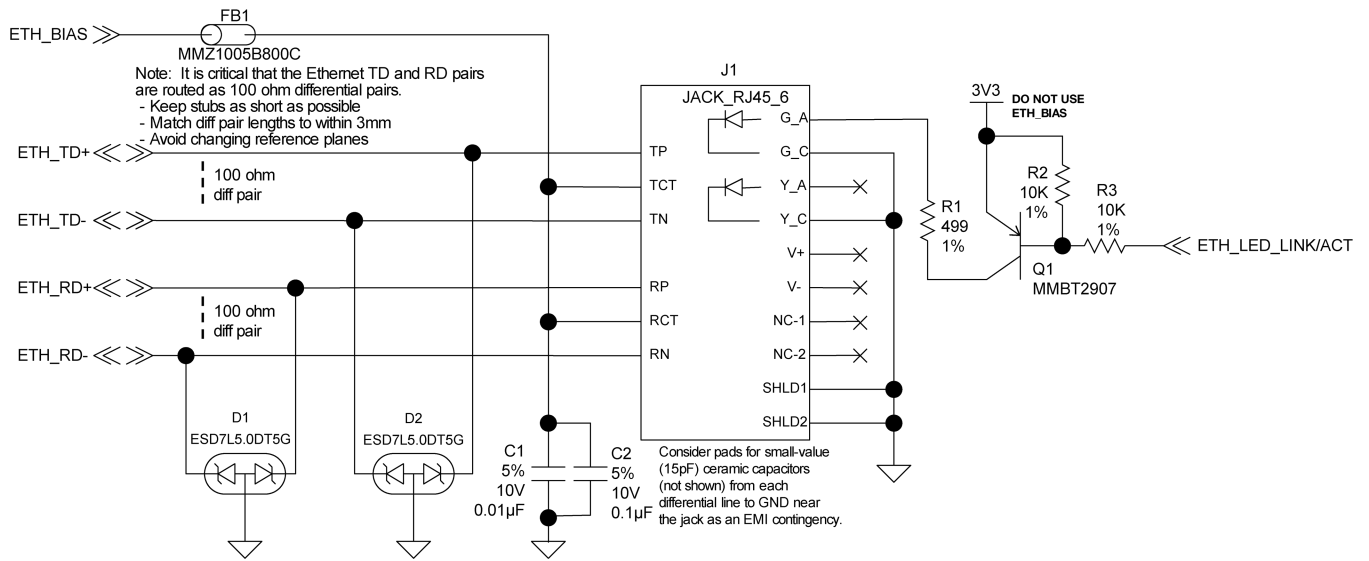 FB1
ETH_BIAS
MMZ1005B800C
Note: It is critical that the Ethernet TD and RD pairs
are routed as 100 ohm differential pairs.
- Keep stubs as short as possible
- Match diff pair lengths to within 3mm
- Avoid changing reference planes
ETH_TD+
100 ohm
diff pair
ETH_TD-
ETH_RD+
100 ohm
diff pair
ETH_RD-
D1
ESD7L5.0DT5G
D2
ESD7L5.0DT5G
C1
5%
10V
0.01µF
C2
5%
10V
0.1µF
J1
JACK_RJ45_6
TP
TCT
TN
RP
RCT
RN
G_A
G_C
Y_A
Y_C
V+
V-
NC-1
NC-2
SHLD1
SHLD2
Consider pads for small-value
(15pF) ceramic capacitors
(not shown) from each
differential line to GND near
the jack as an EMI contingency.
R1
499
1%
3V3
DO NOT USE
ETH_BIAS
R2
10K
1%
R3
10K
1%
Q1
MMBT2907
ETH_LED_LINK/ACT